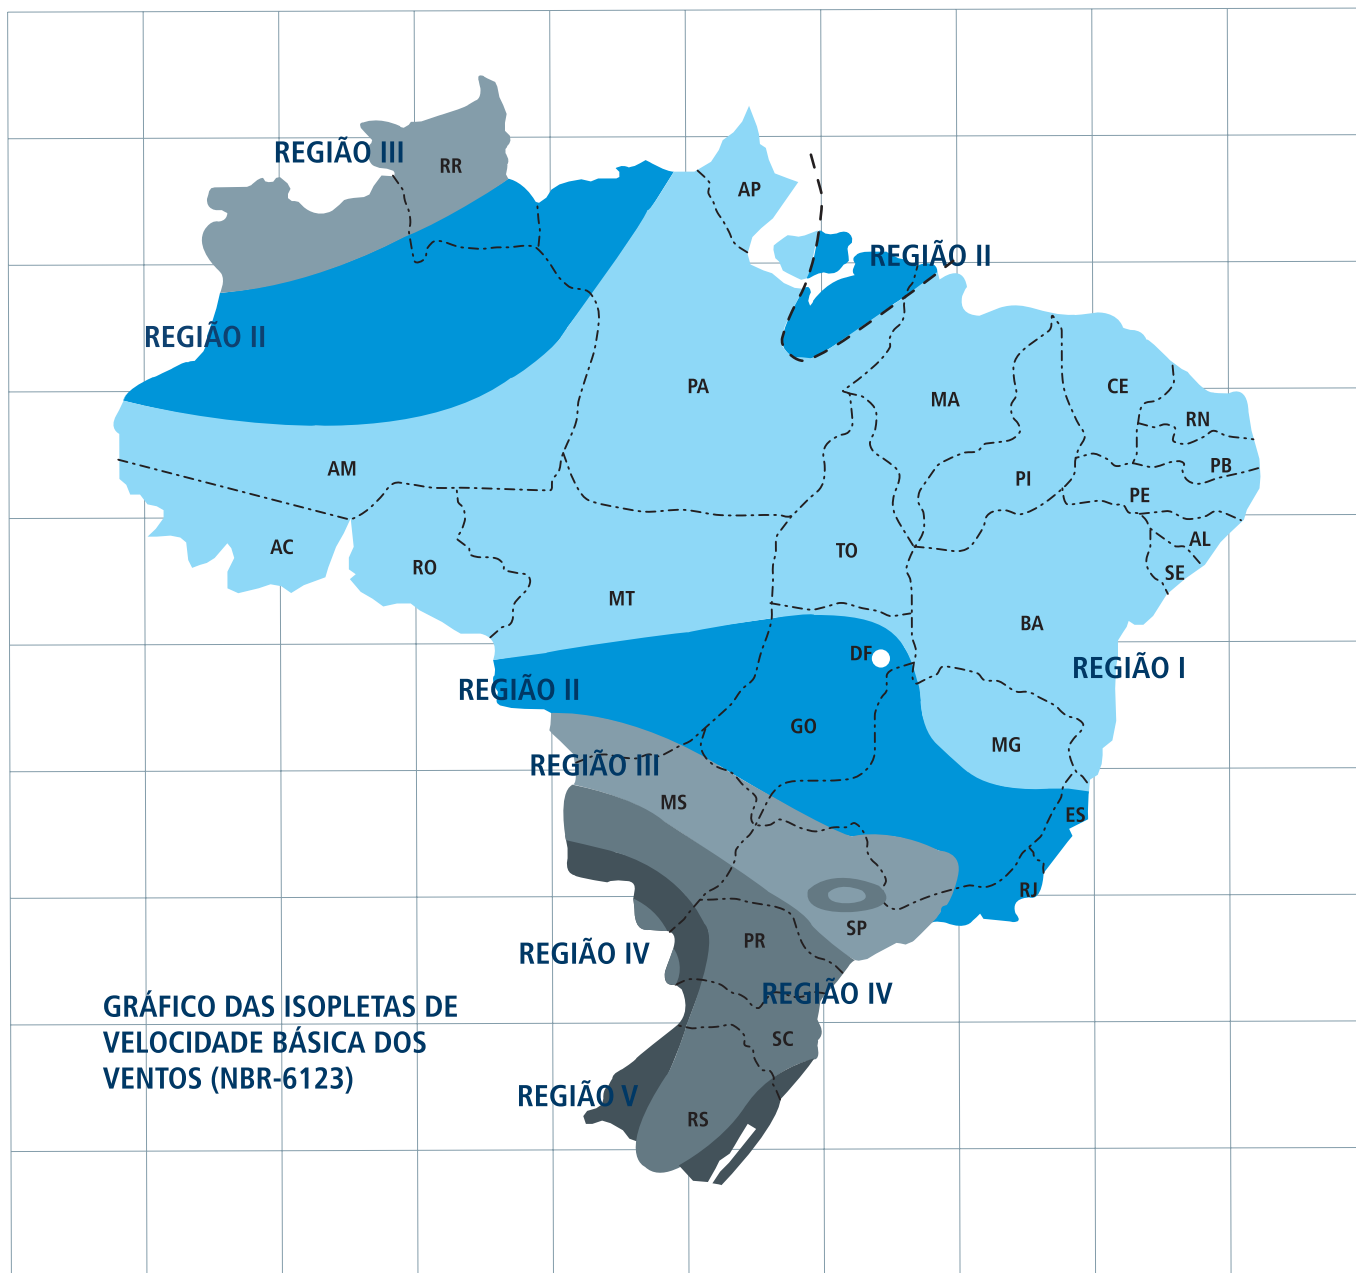 REGIÃO III
RR
AP
REGIÃO II
REGIÃO II
PA
CE
MA
RN
AM
PB
PI
PE
AC
AL
TO
RO
SE
MT
BA
DF
REGIÃO I
REGIÃO II
GO
MG
REGIÃO III
MS
ES
RJ
SP
PR
REGIÃO IV
REGIÃO IV
GRÁFICO DAS ISOPLETAS DE
VELOCIDADE BÁSICA DOS
VENTOS (NBR-6123)
SC
REGIÃO V
RS